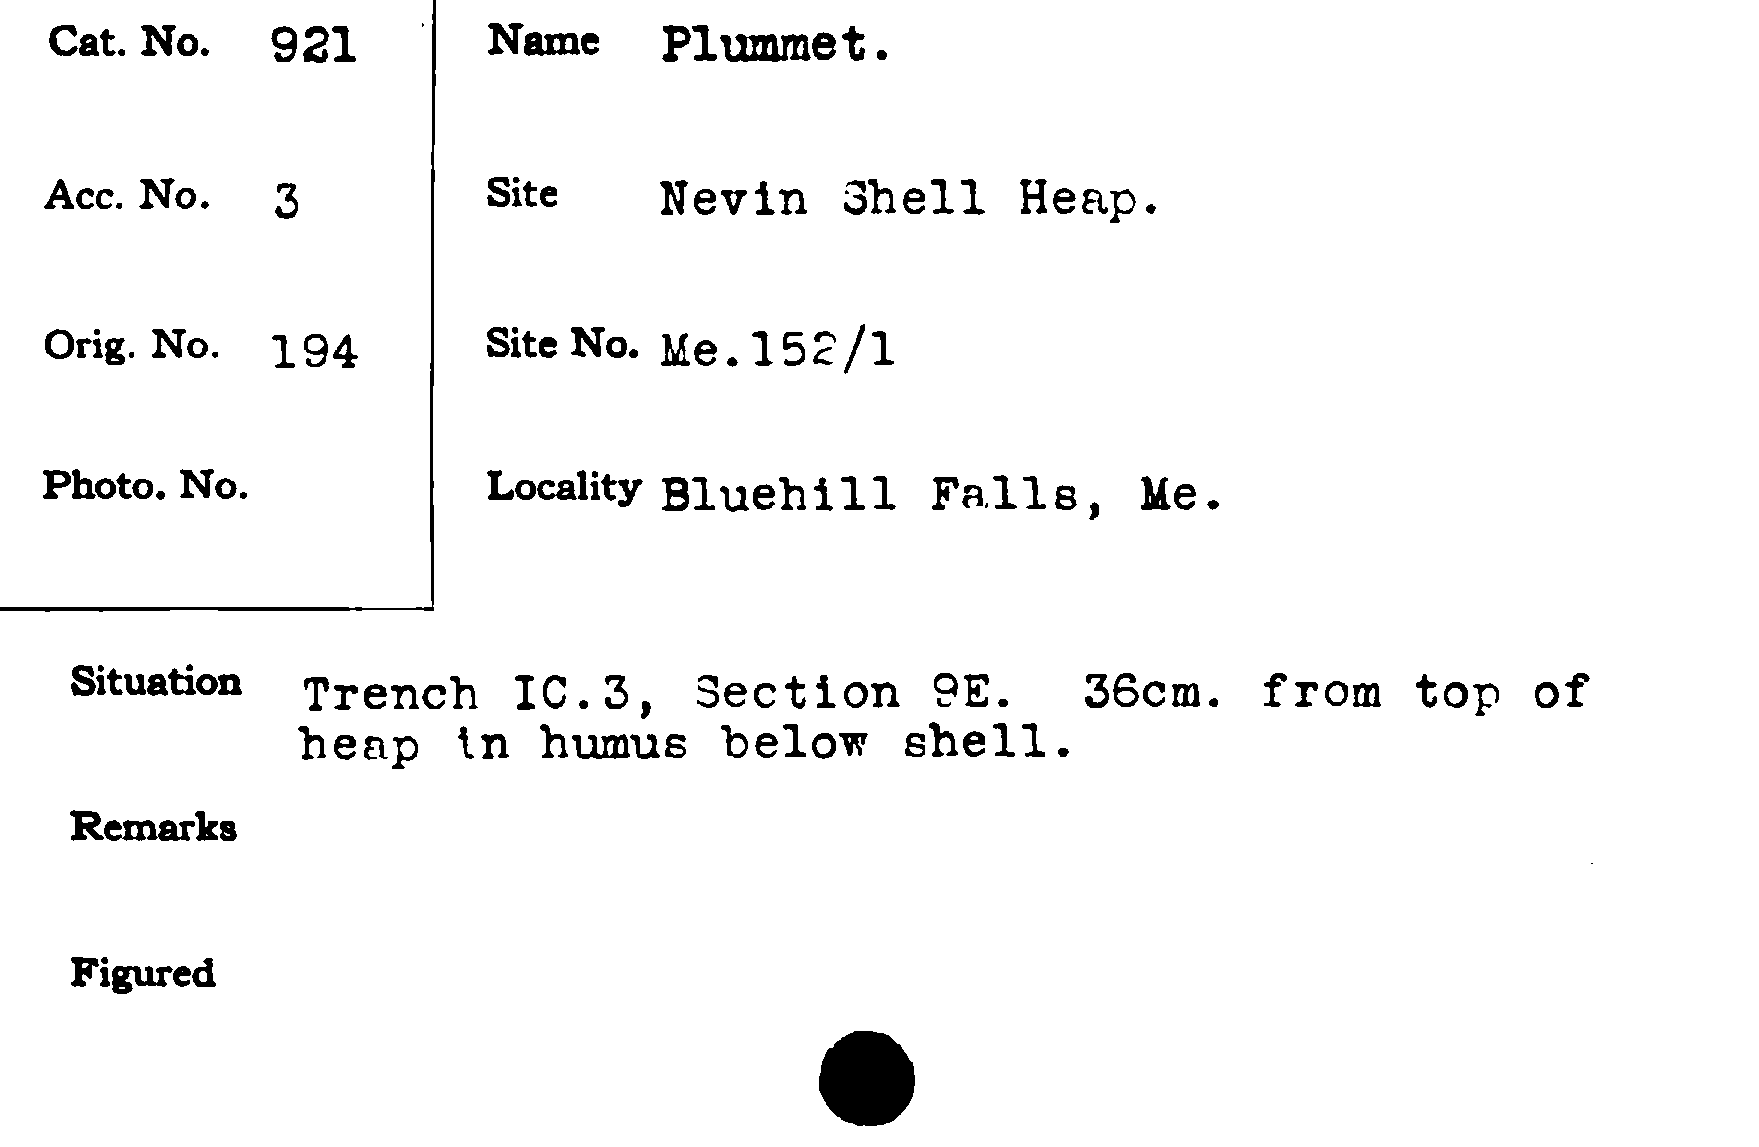 Cat. No. 921
Name Plummet.
Acc. No. 3
Site Nevin Shell Heap.
Orig. No. 194
Site No. Me.152/1
Photo. No.
Locality Bluehill Falls, Me.
Situation Trench IC.3, Section 9E. 36cm. from top of
heap in humus below shell.
Remarks
Figured